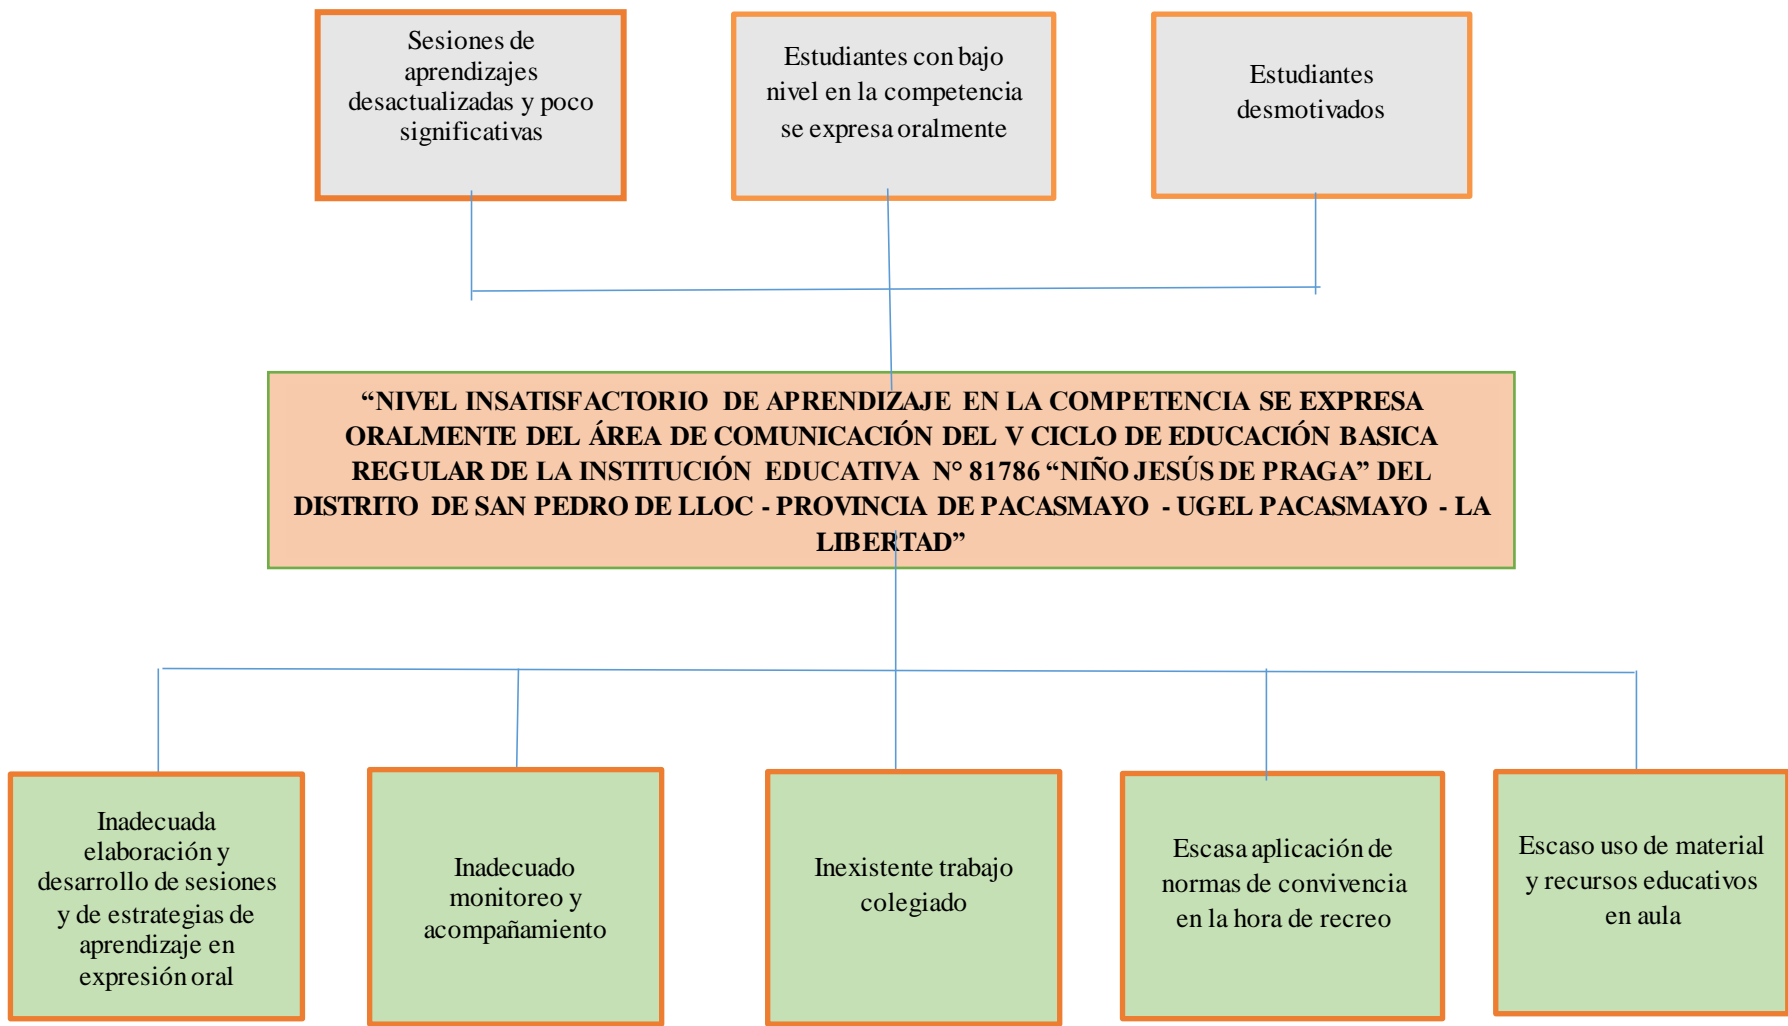 Sesiones de
aprendizajes
desactualizadas y poco
significativas
Estudiantes con bajo
nivel en la competencia
se expresa oralmente
Estudiantes
desmotivados
“NIVEL INSATISFACTORIO DE APRENDIZAJE EN LA COMPETENCIA SE EXPRESA
ORALMENTE DEL ÁREA DE COMUNICACIÓN DEL V CICLO DE EDUCACIÓN BASICA
REGULAR DE LA INSTITUCIÓN EDUCATIVA N° 81786 “NIÑO JESÚS DE PRAGA” DEL
DISTRITO DE SAN PEDRO DE LLOC - PROVINCIA DE PACASMAYO - UGEL PACASMAYO - LA
LIBERTAD”
Inadecuada
elaboración y
desarrollo de sesiones
y de estrategias de
aprendizaje en
expresión oral
Inadecuado
monitoreo y
acompañamiento
Inexistente trabajo
colegiado
Escasa aplicación de
normas de convivencia
en la hora de recreo
Escaso uso de material
y recursos educativos
en aula